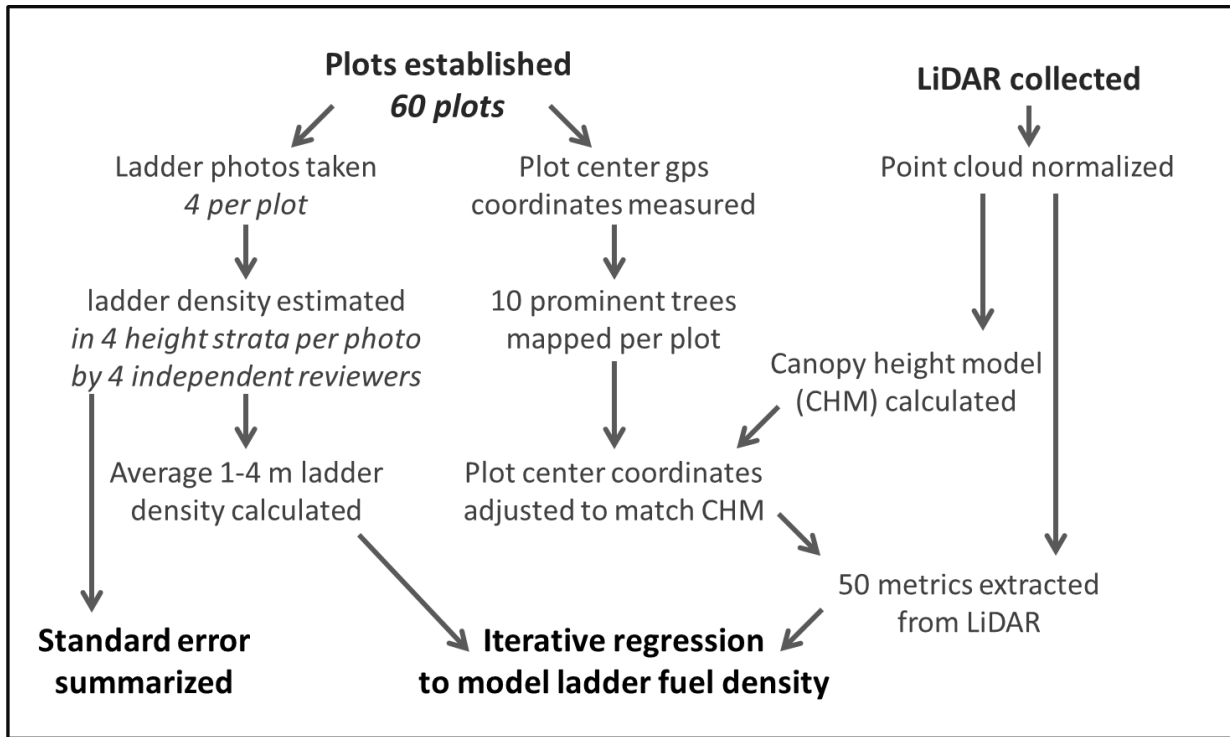 Plots established
60 plots
LiDAR collected
Ladder photos taken
4 per plot
Plot center gps
coordinates measured
Point cloud normalized
ladder density estimated
in 4 height strata per photo
by 4 independent reviewers
10 prominent trees
mapped per plot
Canopy height model
(CHM) calculated
Average 1-4 m ladder
density calculated
Plot center coordinates
adjusted to match CHM
50 metrics extracted
from LiDAR
Standard error
summarized
Iterative regression
to model ladder fuel density